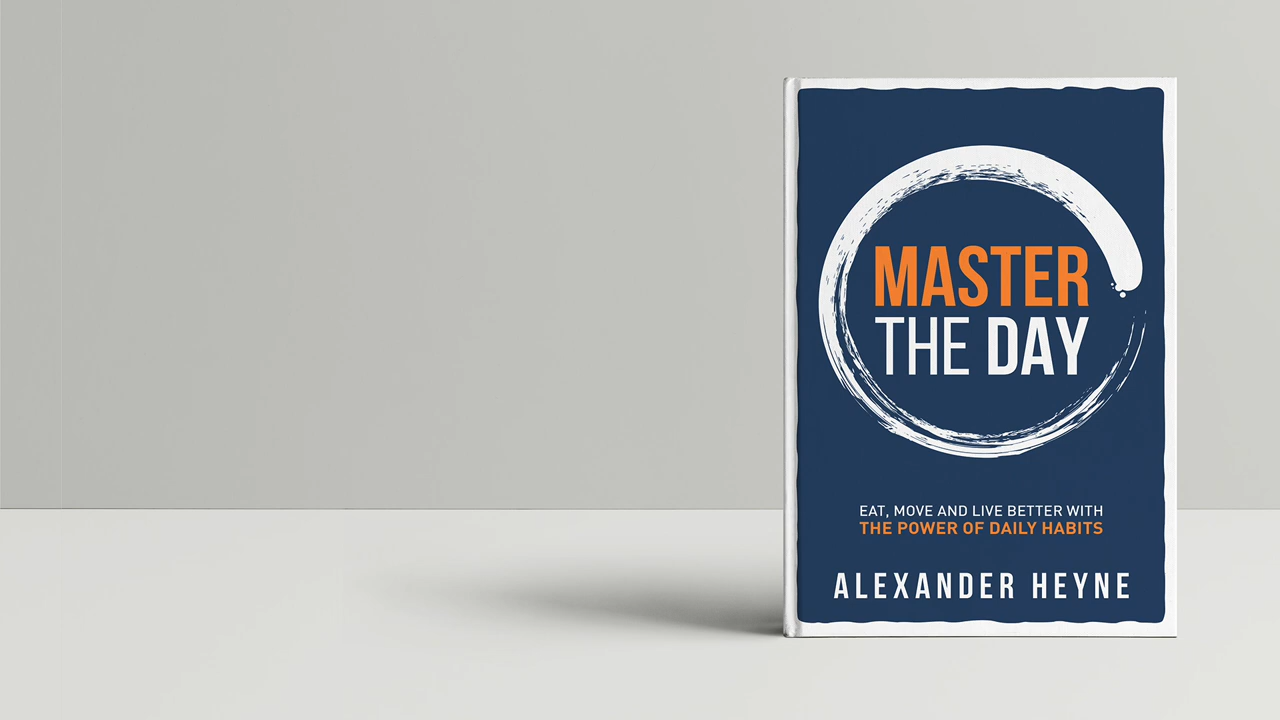 MASTER
THE DAY
EAT, MOVE AND LIVE BETTER WITH
THE POWER OF DAILY HABITS
ALEXANDER HEYNE